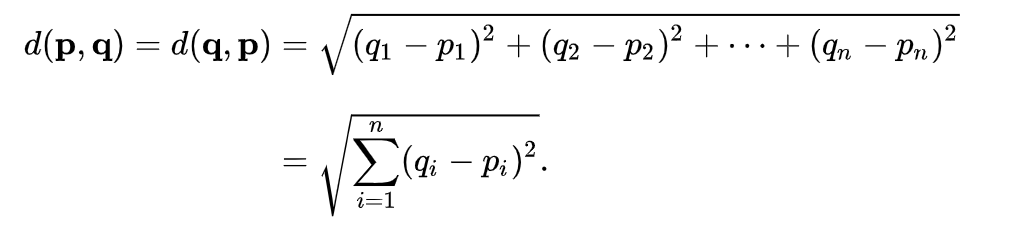 d(𝐩, 𝐪) = d(𝐪, 𝐩) = √((q₁ − p₁)² + (q₂ − p₂)² + ⋯ + (qₙ − pₙ)²)
= √(∑ᵢ₌₁ⁿ (qᵢ − pᵢ)²).